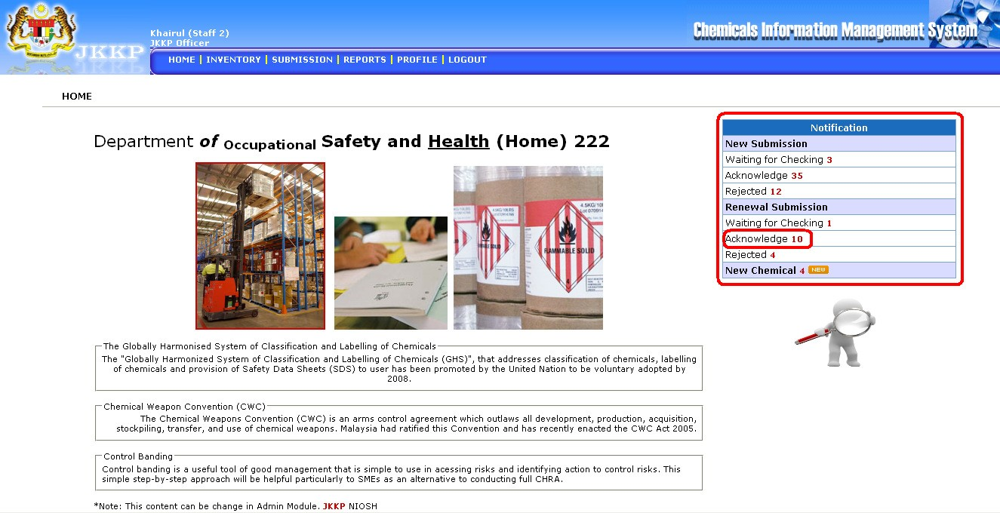 Khairul (Staff 2)
JKKP Officer
JKKP
Chemicals Information Management System
HOME | INVENTORY | SUBMISSION | REPORTS | PROFILE | LOGOUT
HOME
Department of Occupational Safety and Health (Home) 222
4.5KG/10LBS
4.5KG/10
Lot 070914
FLAMMABLE SOLID
4
The Globally Harmonised System of Classification and Labelling of Chemicals
The "Globally Harmonized System of Classification and Labelling of Chemicals (GHS)", that addresses classification of chemicals, labelling
of chemicals and provision of Safety Data Sheets (SDS) to user has been promoted by the United Nation to be voluntary adopted by
2008.
Chemical Weapon Convention (CWC)
The Chemical Weapons Convention (CWC) is an arms control agreement which outlaws all development, production, acquisition,
stockpiling, transfer, and use of chemical weapons. Malaysia had ratified this Convention and has recently enacted the CWC Act 2005.
Control Banding
Control banding is a useful tool of good management that is simple to use in acessing risks and identifying action to control risks. This
simple step-by-step approach will be helpful particularly to SMEs as an alternative to conducting full CHRA.
*Note: This content can be change in Admin Module. JKKP NIOSH
Notification
New Submission
Waiting for Checking 3
Acknowledge 35
Rejected 12
Renewal Submission
Waiting for Checking 1
Acknowledge 10
Rejected 4
New Chemical 4 NEW